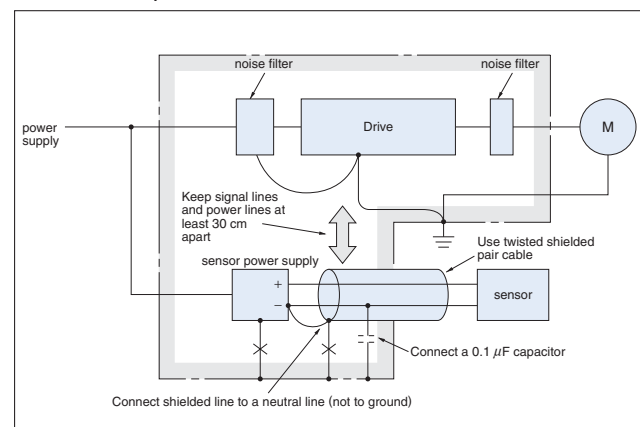 noise filter
noise filter
power
supply
Drive
M
Keep signal lines
and power lines at
least 30 cm
apart
Use twisted shielded
pair cable
sensor power supply
+
−
sensor
Connect a 0.1 μF capacitor
Connect shielded line to a neutral line (not to ground)